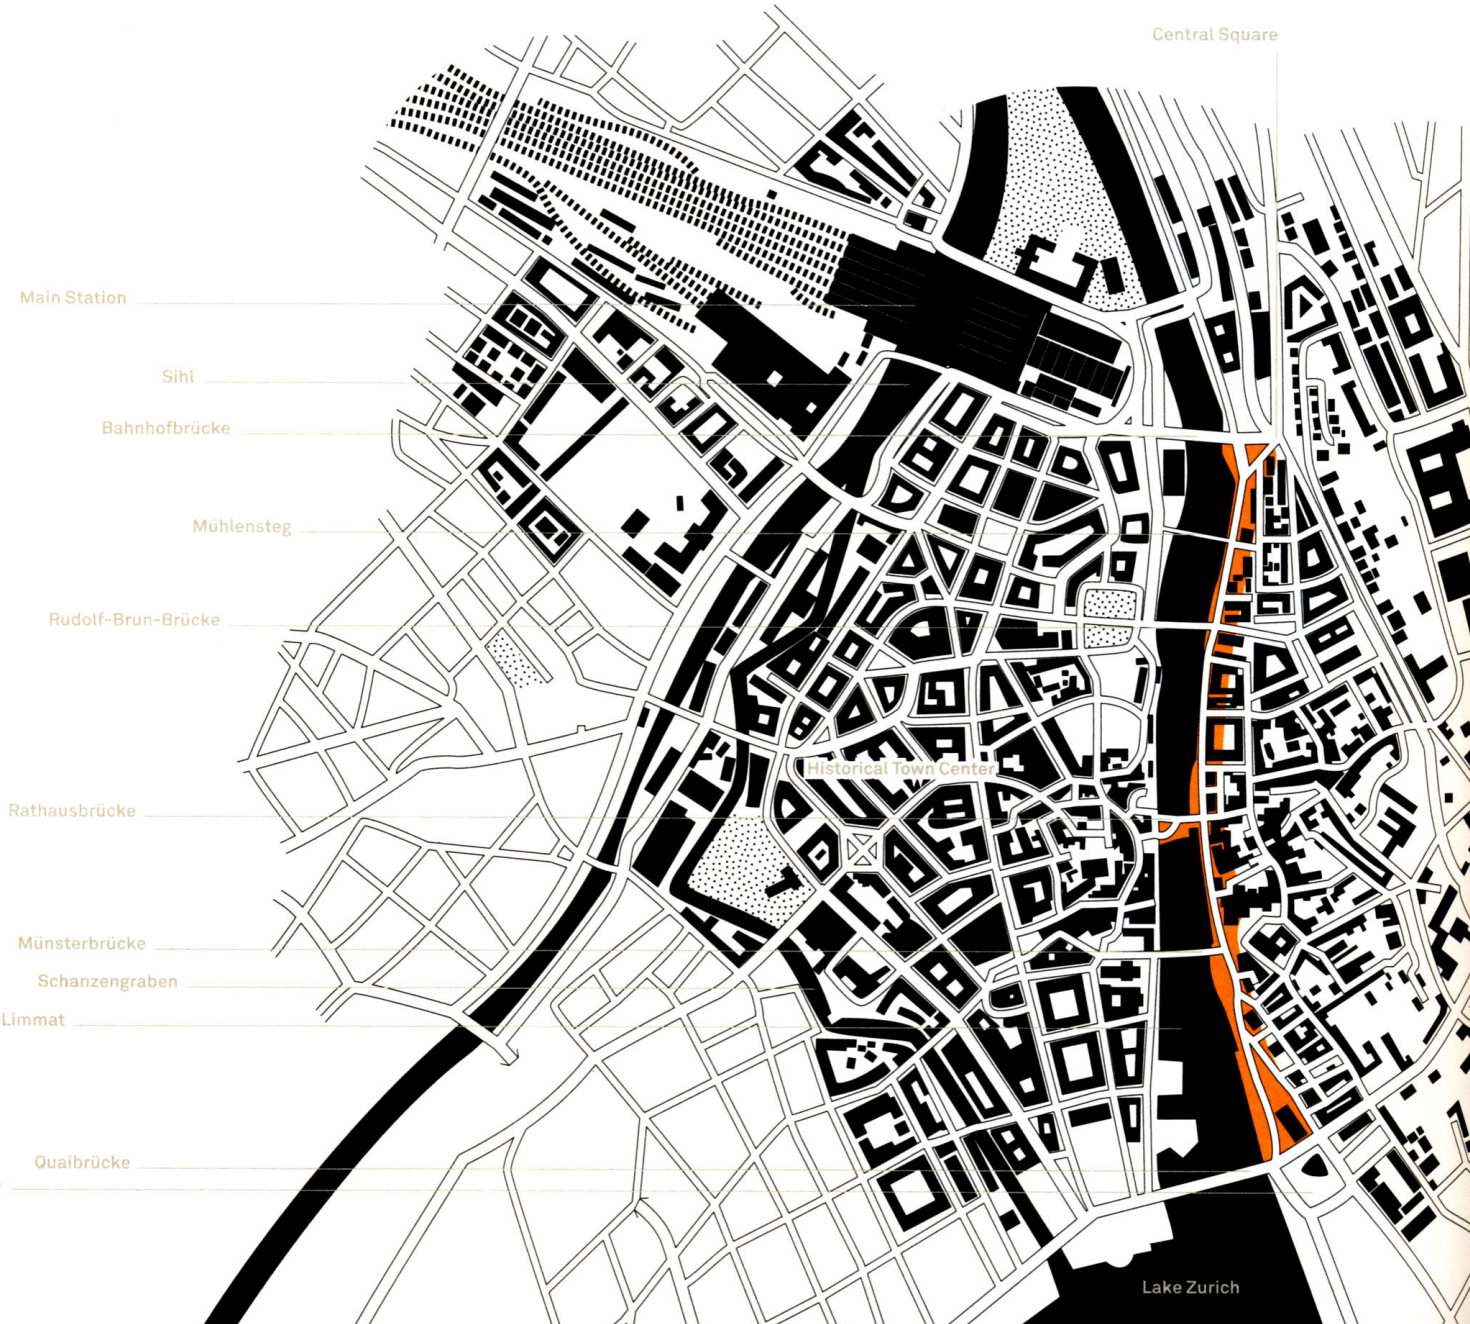 Central Square
Main Station
Sihl
Bahnhofbrücke
Mühlensteg
Rudolf-Brun-Brücke
Historical Town Center
Rathausbrücke
Münsterbrücke
Schanzengraben
Limmat
Quaibrücke
Lake Zurich